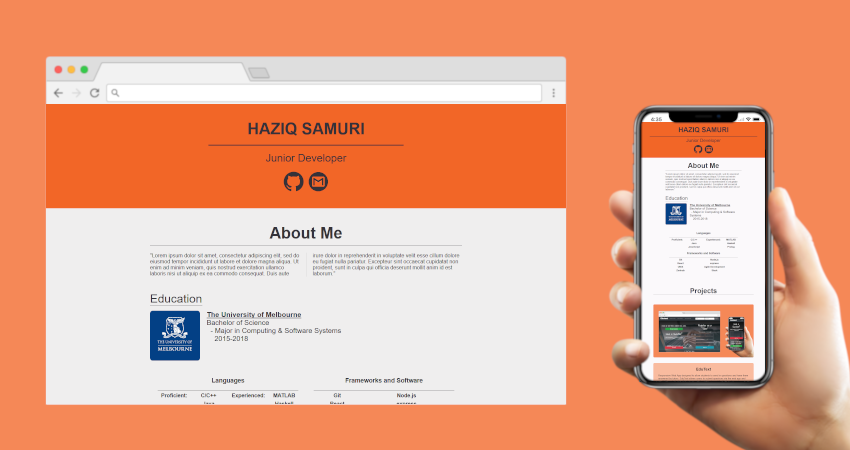 HAZIQ SAMURI
Junior Developer
About Me
"Lorem ipsum dolor sit amet, consectetur adipiscing elit, sed do
eiusmod tempor incididunt ut labore et dolore magna aliqua. Ut
enim ad minim veniam, quis nostrud exercitation ullamco
laboris nisi ut aliquip ex ea commodo consequat. Duis aute
irure dolor in reprehenderit in voluptate velit esse cillum dolore
eu fugiat nulla pariatur. Excepteur sint occaecat cupidatat non
proident, sunt in culpa qui officia deserunt mollit anim id est
laborum."
Education
THE UNIVERSITY OF
MELBOURNE
The University of Melbourne
Bachelor of Science
- Major in Computing & Software Systems
2015-2018
Languages
Proficient: C/C++ Experienced: MATLAB
Java Haskell
Frameworks and Software
Git Node.js
React express
4:35
HAZIQ SAMURI
Junior Developer
About Me
Education
The University of Melbourne
Bachelor of Science
- Major in Computing & Software
Systems
2015-2018
Languages
Proficient: C/C++ Experienced: MATLAB
Frameworks and Software
Projects